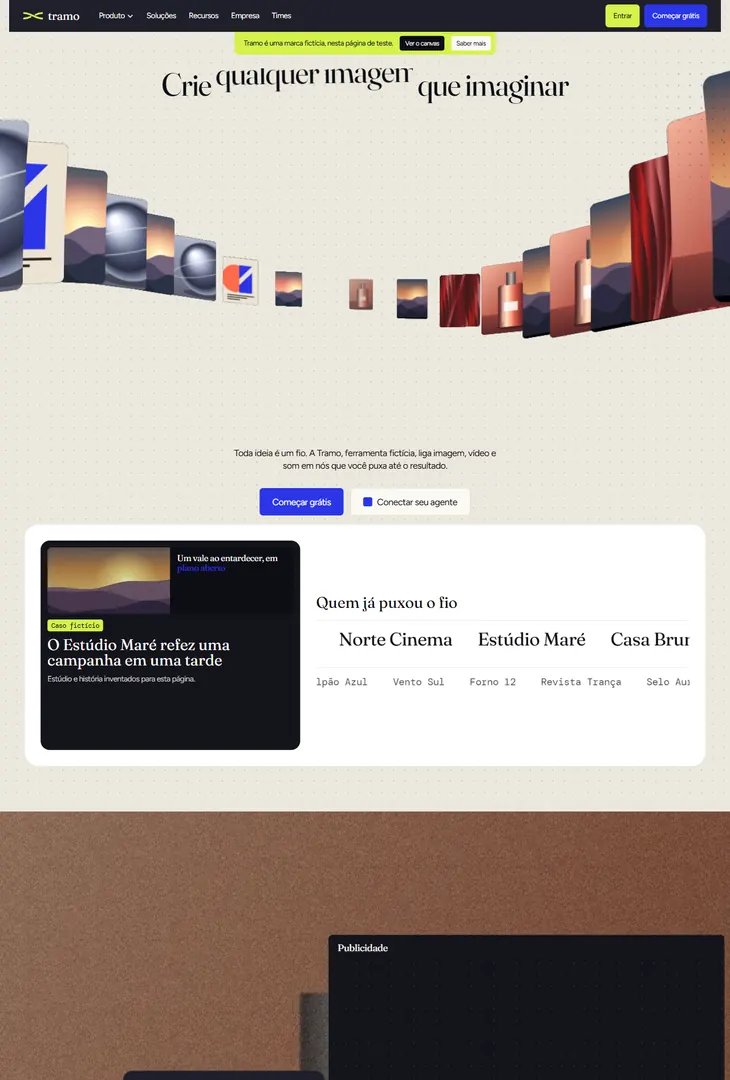 tramo
Produto
Soluções
Recursos
Empresa
Times
Entrar
Começar grátis
Tramo é uma marca fictícia, nesta página de teste.
Ver o canvas
Saber mais
Crie qualquer imagem que imaginar
Toda ideia é um fio. A Tramo, ferramenta fictícia, liga imagem, vídeo e
som em nós que você puxa até o resultado.
Começar grátis
Conectar seu agente
Um vale ao entardecer, em
plano aberto
Caso fictício
O Estúdio Maré refez uma
campanha em uma tarde
Estúdio e história inventados para esta página.
Quem já puxou o fio
Norte Cinema
Estúdio Maré
Casa Brur
lpão Azul
Vento Sul
Forno 12
Revista Trança
Selo Au
Publicidade